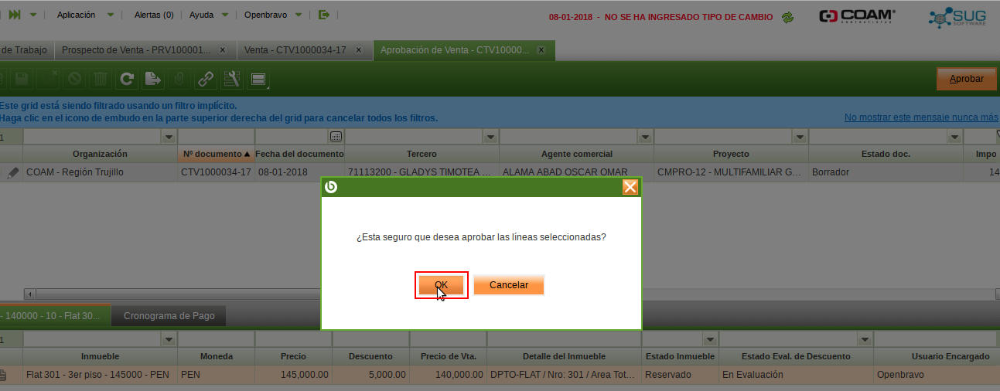 Aplicación
Alertas (0)
Ayuda
Openbravo
08-01-2018 - NO SE HA INGRESADO TIPO DE CAMBIO
COAM
CONTRATISTAS
SUG
SOFTWARE
de Trabajo
Prospecto de Venta - PRV100001... x
Venta - CTV1000034-17 x
Aprobación de Venta - CTV10000... x
Aprobar
Este grid está siendo filtrado usando un filtro implícito.
Haga clic en el icono de embudo en la parte superior derecha del grid para cancelar todos los filtros.
No mostrar este mensaje nunca más
1
Organización
Nº documento
Fecha del documento
Tercero
Agente comercial
Proyecto
Estado doc.
Impo
COAM - Región Trujillo
CTV1000034-17
08-01-2018
71113200 - GLADYS TIMOTEA ...
ALAMA ABAD OSCAR OMAR
CMPRO-12 - MULTIFAMILIAR G...
Borrador
14
¿Esta seguro que desea aprobar las líneas seleccionadas?
OK
Cancelar
- 140000 - 10 - Flat 30...
Cronograma de Pago
1
Inmueble
Moneda
Precio
Descuento
Precio de Vta.
Detalle del Inmueble
Estado Inmueble
Estado Eval. de Descuento
Usuario Encargado
Flat 301 - 3er piso - 145000 - PEN
PEN
145,000.00
5,000.00
140,000.00
DPTO-FLAT / Nro: 301 / Area Tot...
Reservado
En Evaluación
Openbravo